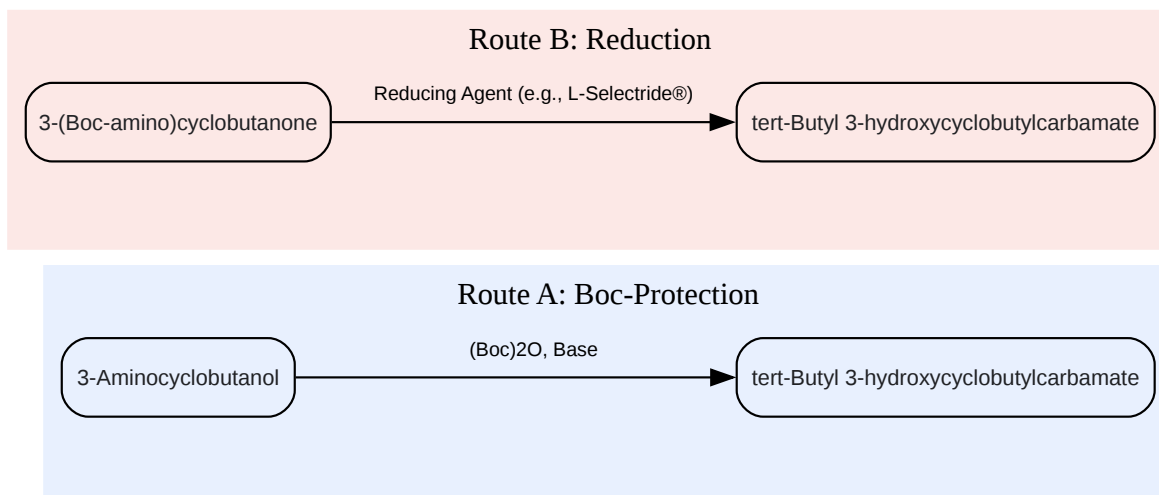 Route B: Reduction
3-(Boc-amino)cyclobutanone
Reducing Agent (e.g., L-Selectride®)
tert-Butyl 3-hydroxycyclobutylcarbamate
Route A: Boc-Protection
3-Aminocyclobutanol
(Boc)2O, Base
tert-Butyl 3-hydroxycyclobutylcarbamate